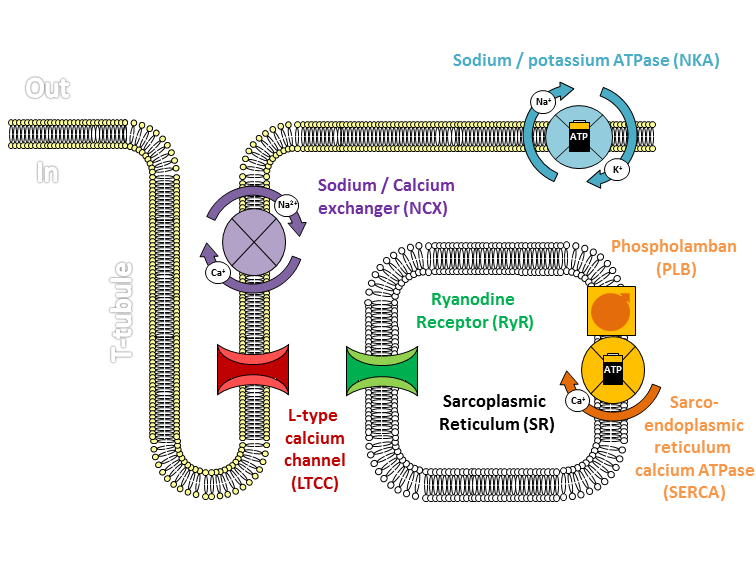 Sodium / potassium ATPase (NKA)
Out
Na⁺
ATP
In
K⁺
Sodium / Calcium
exchanger (NCX)
Na²⁺
Ca⁺
Phospholamban
(PLB)
T-tubule
Ryanodine
Receptor (RyR)
ATP
Ca⁺
Sarcoplasmic
Reticulum (SR)
L-type
calcium
channel
(LTCC)
Sarco-
endoplasmic
reticulum
calcium ATPase
(SERCA)